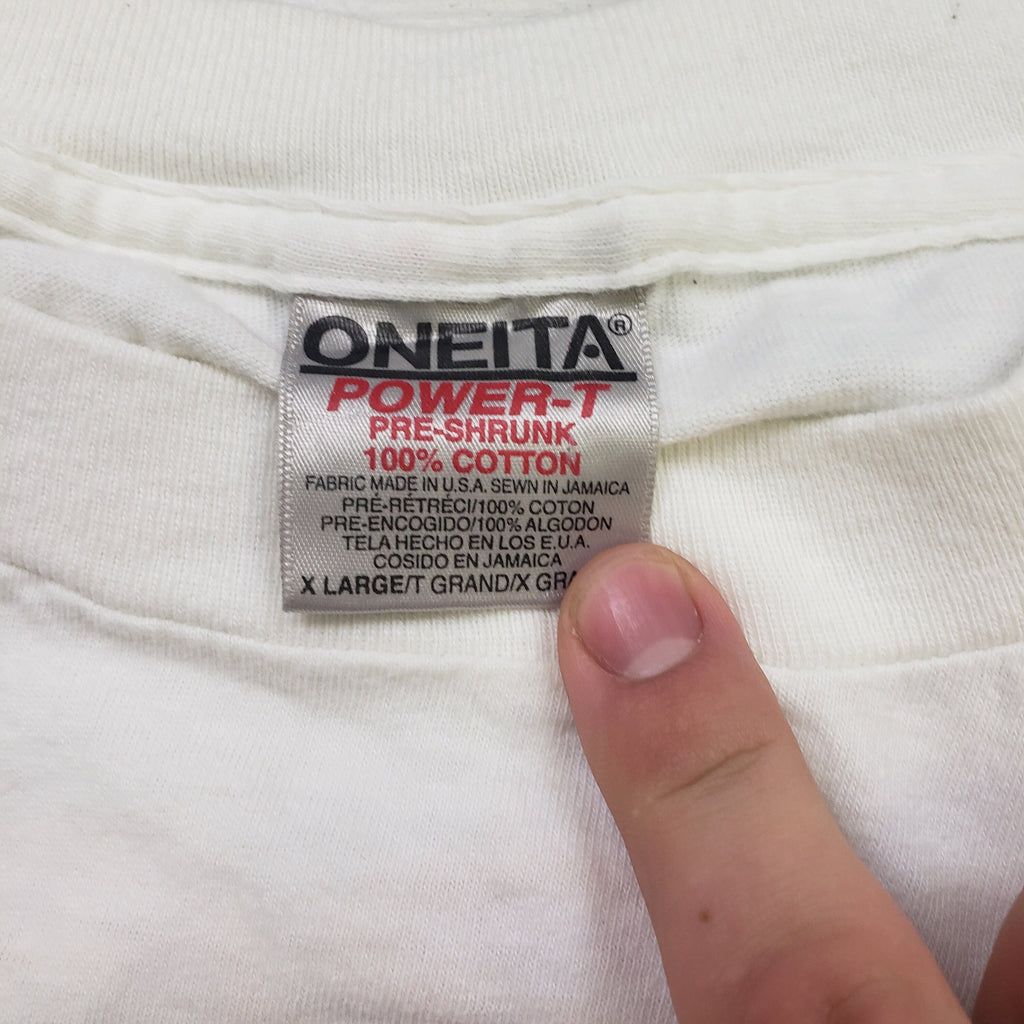 ONEITA®
POWER-T
PRE-SHRUNK
100% COTTON
FABRIC MADE IN U.S.A. SEWN IN JAMAICA
PRÉ-RÉTRÉCI/100% COTON
PRE-ENCOGIDO/100% ALGODON
TELA HECHO EN LOS E.U.A.
COSIDO EN JAMAICA
X LARGE/T GRAND/X